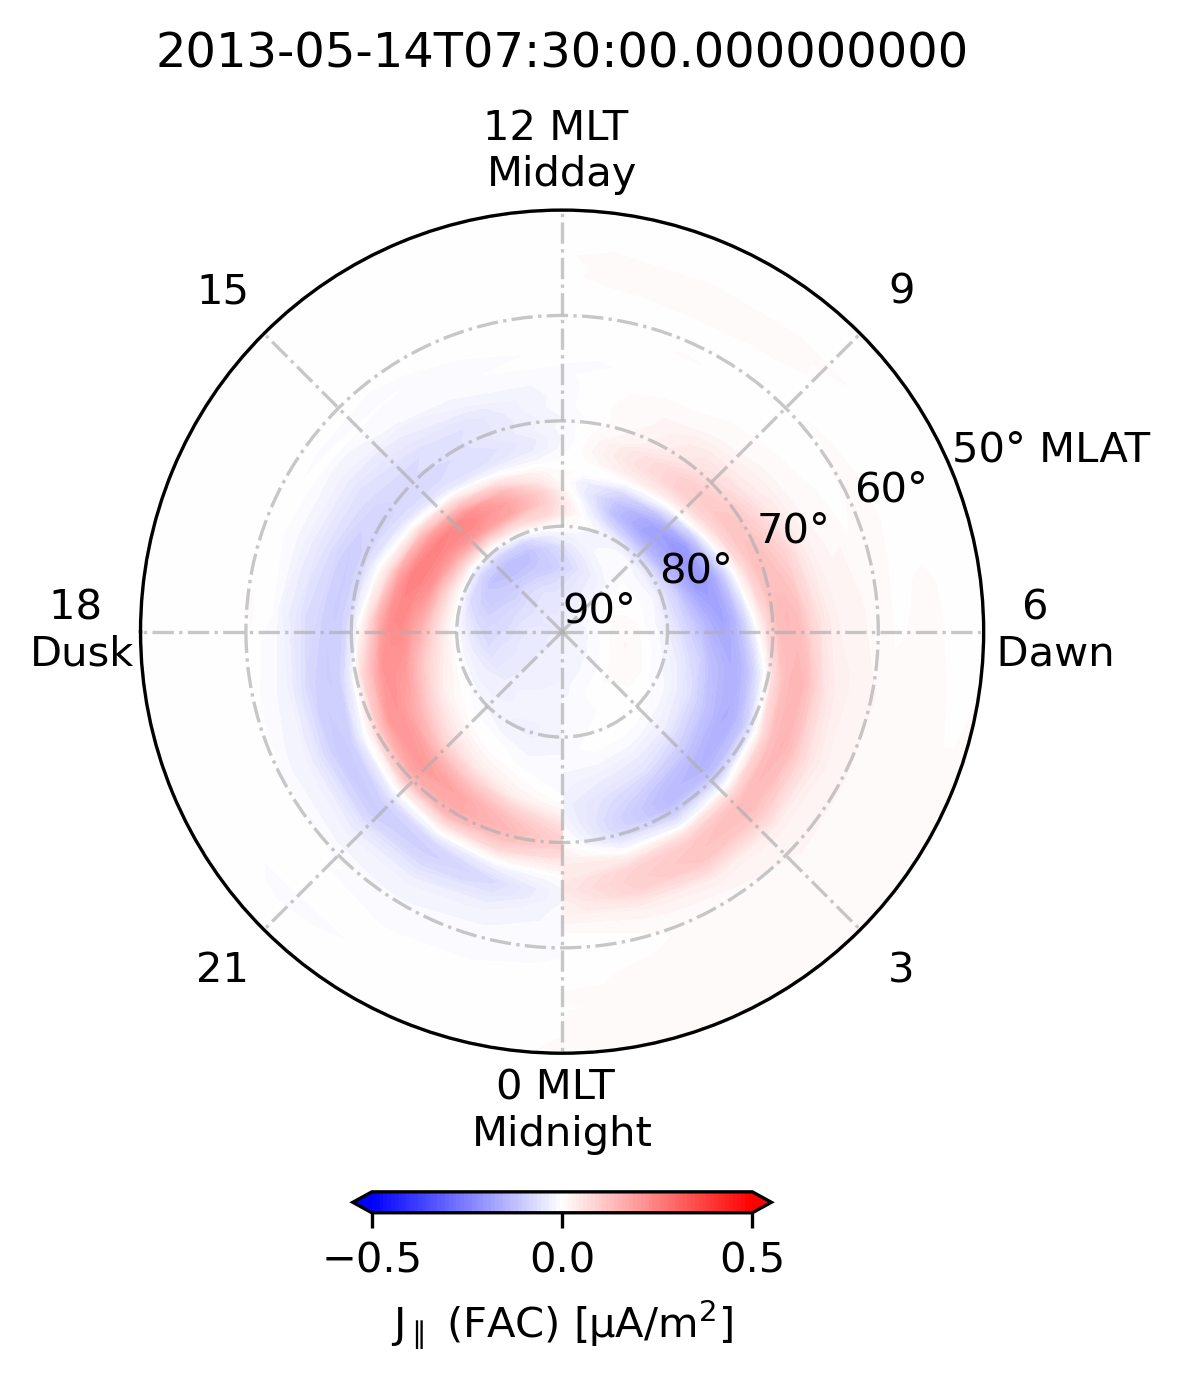 2013-05-14T07:30:00.000000000
12 MLT
Midday
15
9
50° MLAT
60°
70°
80°
90°
18
Dusk
6
Dawn
21
3
0 MLT
Midnight
−0.5
0.0
0.5
J∥ (FAC) [μA/m²]